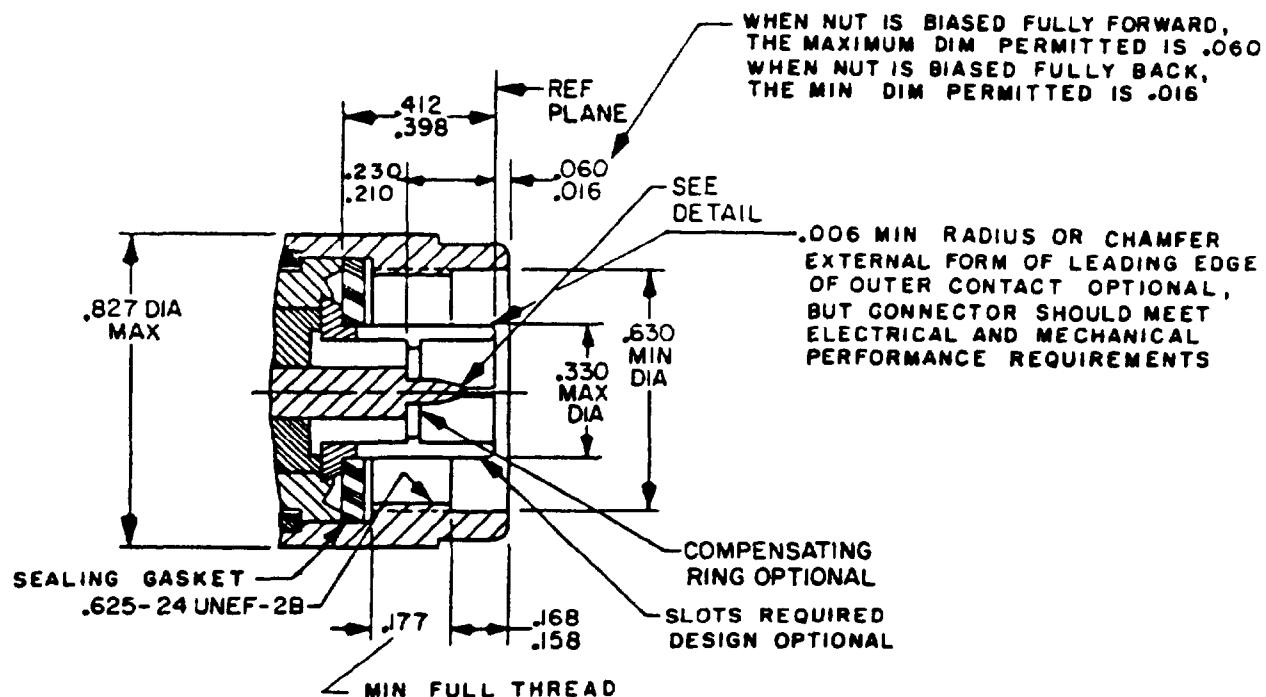 WHEN NUT IS BIASED FULLY FORWARD,
THE MAXIMUM DIM PERMITTED IS .060
WHEN NUT IS BIASED FULLY BACK,
THE MIN DIM PERMITTED IS .016
REF
PLANE
.412
.398
.230
.210
.060
.016
SEE
DETAIL
.006 MIN RADIUS OR CHAMFER
EXTERNAL FORM OF LEADING EDGE
OF OUTER CONTACT OPTIONAL,
BUT CONNECTOR SHOULD MEET
ELECTRICAL AND MECHANICAL
PERFORMANCE REQUIREMENTS
.827 DIA
MAX
.630
MIN
DIA
.330
MAX
DIA
COMPENSATING
RING OPTIONAL
SEALING GASKET
.625-24 UNEF-2B
SLOTS REQUIRED
DESIGN OPTIONAL
.177
.168
.158
MIN FULL THREAD